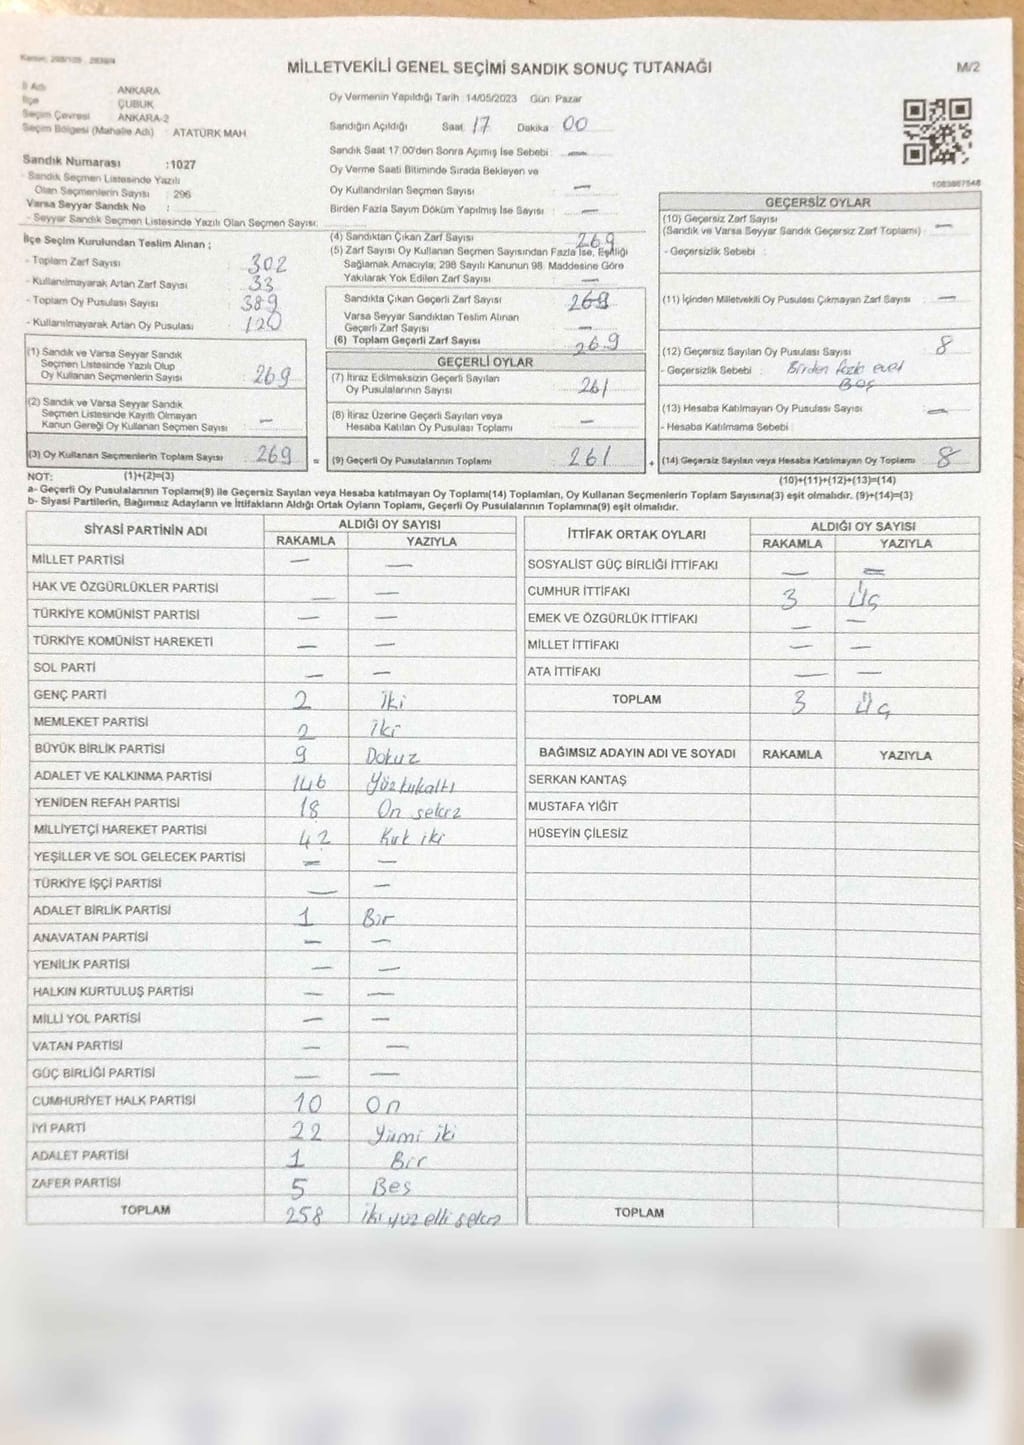 MİLLETVEKİLİ GENEL SEÇİMİ SANDIK SONUÇ TUTANAĞI
M/2
İl Adı : ANKARA
İlçe : ÇUBUK
Seçim Çevresi : ANKARA-2
Seçim Bölgesi (Mahalle Adı) : ATATÜRK MAH.
Sandık Numarası :1027
- Sandık Seçmen Listesinde Yazılı
Olan Seçmenlerin Sayısı : 296
Varsa Seyyar Sandık No :
- Seyyar Sandık Seçmen Listesinde Yazılı Olan Seçmen Sayısı:
Oy Vermenin Yapıldığı Tarih :14/05/2023 Gün: Pazar
Sandığın Açıldığı Saat 17 Dakika 00
Sandık Saat 17.00'den Sonra Açımış İse Sebebi : —
Oy Verme Saati Bitiminde Sırada Bekleyen ve
Oy Kullandırılan Seçmen Sayısı —
Birden Fazla Sayım Döküm Yapılmış İse Sayısı : —
1083867548
İlçe Seçim Kurulundan Teslim Alınan ;
- Toplam Zarf Sayısı : 302
- Kullanılmayarak Artan Zarf Sayısı : 33
- Toplam Oy Pusulası Sayısı : 389
- Kullanılmayarak Artan Oy Pusulası : 120
(1) Sandık ve Varsa Seyyar Sandık
Seçmen Listesinde Yazılı Olup
Oy Kullanan Seçmenlerin Sayısı : 269
(2) Sandık ve Varsa Seyyar Sandık
Seçmen Listesinde Kayıtlı Olmayan
Kanun Gereği Oy Kullanan Seçmen Sayısı : —
(3) Oy Kullanan Seçmenlerin Toplam Sayısı : 269 =
(4) Sandıktan Çıkan Zarf Sayısı 269
(5) Zarf Sayısı Oy Kullanan Seçmen Sayısından Fazla İse, Eşitliği
Sağlamak Amacıyla, 298 Sayılı Kanunun 98. Maddesine Göre
Yakılarak Yok Edilen Zarf Sayısı : —
Sandıkta Çıkan Geçerli Zarf Sayısı 269
Varsa Seyyar Sandıktan Teslim Alınan
Geçerli Zarf Sayısı : —
(6) Toplam Geçerli Zarf Sayısı 269
GEÇERLİ OYLAR
(7) İtiraz Edilmeksizin Geçerli Sayılan
Oy Pusulalarının Sayısı : 261
(8) İtiraz Üzerine Geçerli Sayılan veya
Hesaba Katılan Oy Pusulası Toplamı : —
(9) Geçerli Oy Pusulalarının Toplamı 261 +
GEÇERSİZ OYLAR
(10) Geçersiz Zarf Sayısı
(Sandık ve Varsa Seyyar Sandık Geçersiz Zarf Toplamı) : —
- Geçersizlik Sebebi :
(11) İçinden Milletvekili Oy Pusulası Çıkmayan Zarf Sayısı : —
(12) Geçersiz Sayılan Oy Pusulası Sayısı : 8
- Geçersizlik Sebebi : Birden fazla evet
Boş
(13) Hesaba Katılmayan Oy Pusulası Sayısı : —
- Hesaba Katılmama Sebebi :
(14) Geçersiz Sayılan veya Hesaba Katılmayan Oy Toplamı : 8
NOT: (1)+(2)=(3)
(10)+(11)+(12)+(13)=(14)
a- Geçerli Oy Pusulalarının Toplamı(9) ile Geçersiz Sayılan veya Hesaba katılmayan Oy Toplamı(14) Toplamları, Oy Kullanan Seçmenlerin Toplam Sayısına(3) eşit olmalıdır. (9)+(14)=(3)
b- Siyasi Partilerin, Bağımsız Adayların ve İttifakların Aldığı Ortak Oyların Toplamı, Geçerli Oy Pusulalarının Toplamına(9) eşit olmalıdır.
SİYASİ PARTİNİN ADI ALDIĞI OY SAYISI
RAKAMLA YAZIYLA
MİLLET PARTİSİ — —
HAK VE ÖZGÜRLÜKLER PARTİSİ — —
TÜRKİYE KOMÜNİST PARTİSİ — —
TÜRKİYE KOMÜNİST HAREKETİ — —
SOL PARTİ — —
GENÇ PARTİ 2 İki
MEMLEKET PARTİSİ 2 İki
BÜYÜK BİRLİK PARTİSİ 9 Dokuz
ADALET VE KALKINMA PARTİSİ 146 Yüzkırkaltı
YENİDEN REFAH PARTİSİ 18 On sekiz
MİLLİYETÇİ HAREKET PARTİSİ 42 Kırk iki
YEŞİLLER VE SOL GELECEK PARTİSİ — —
TÜRKİYE İŞÇİ PARTİSİ — —
ADALET BİRLİK PARTİSİ 1 Bir
ANAVATAN PARTİSİ — —
YENİLİK PARTİSİ — —
HALKIN KURTULUŞ PARTİSİ — —
MİLLİ YOL PARTİSİ — —
VATAN PARTİSİ — —
GÜÇ BİRLİĞİ PARTİSİ — —
CUMHURİYET HALK PARTİSİ 10 On
İYİ PARTİ 22 Yirmi iki
ADALET PARTİSİ 1 Bir
ZAFER PARTİSİ 5 Beş
TOPLAM 258 İki yüz elli sekiz
İTTİFAK ORTAK OYLARI ALDIĞI OY SAYISI
RAKAMLA YAZIYLA
SOSYALİST GÜÇ BİRLİĞİ İTTİFAKI — —
CUMHUR İTTİFAKI 3 Üç
EMEK VE ÖZGÜRLÜK İTTİFAKI — —
MİLLET İTTİFAKI — —
ATA İTTİFAKI — —
TOPLAM 3 Üç
BAĞIMSIZ ADAYIN ADI VE SOYADI RAKAMLA YAZIYLA
SERKAN KANTAŞ
MUSTAFA YİĞİT
HÜSEYİN ÇİLESİZ
TOPLAM